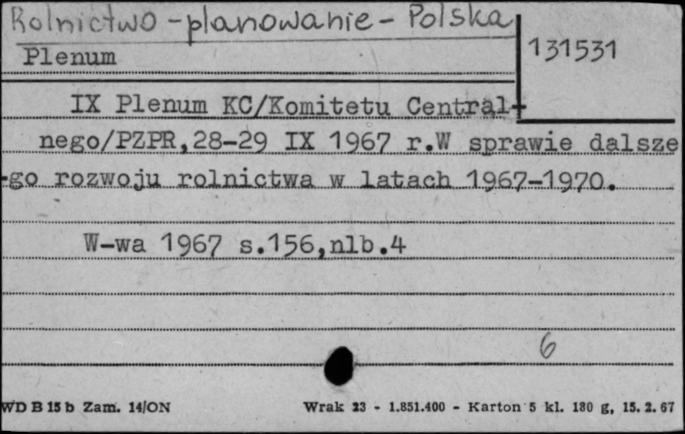 Rolnictwo - planowanie - Polska
131531
Plenum
IX Plenum KC/Komitetu Central-
nego/PZPR,28-29 IX 1967 r.W sprawie dalsze
-go rozwoju rolnictwa w latach 1967-1970.
W-wa 1967 s.156,nlb.4
6
WD B 15 b Zam. 14/ON Wrak 23 - 1.851.400 - Karton 5 kl. 180 g, 15. 2. 67